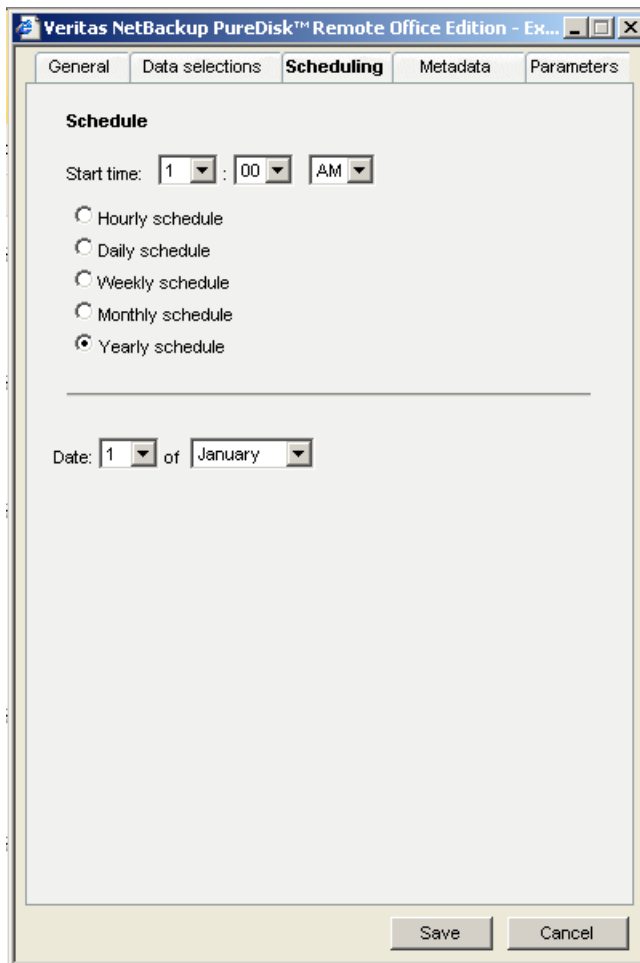 Veritas NetBackup PureDisk™ Remote Office Edition - Ex...
General Data selections Scheduling Metadata Parameters
Schedule
Start time: 1 : 00 AM
Hourly schedule
Daily schedule
Weekly schedule
Monthly schedule
Yearly schedule
Date: 1 of January
Save Cancel